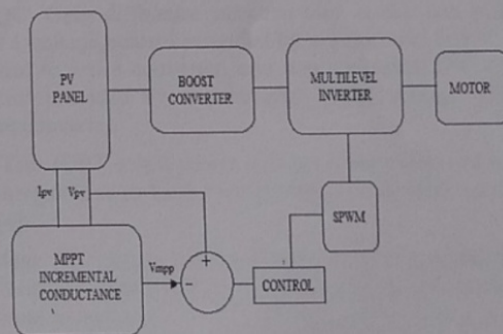 PV
PANEL
BOOST
CONVERTER
MULTILEVEL
INVERTER
MOTOR
Ipv
Vpv
SPWM
MPPT
INCREMENTAL
CONDUCTANCE
Vmpp
+
-
CONTROL